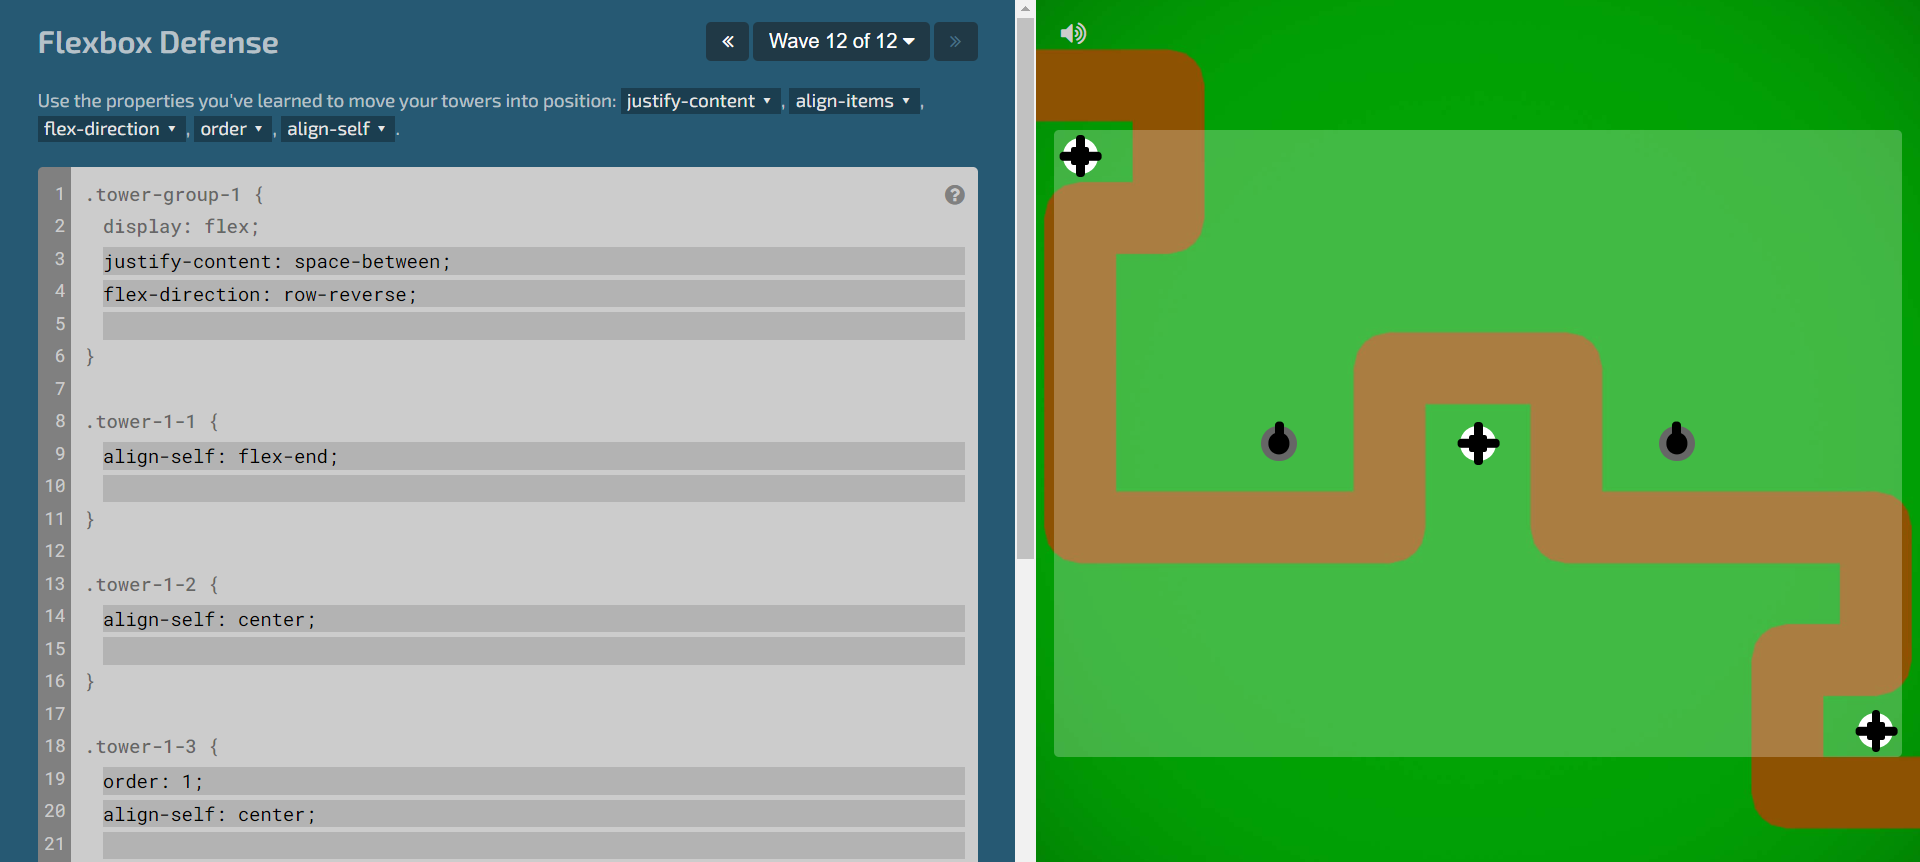 Flexbox Defense
« Wave 12 of 12 »
Use the properties you've learned to move your towers into position: justify-content , align-items ,
flex-direction , order , align-self .
1 .tower-group-1 {
2 display: flex;
3 justify-content: space-between;
4 flex-direction: row-reverse;
5
6 }
7
8 .tower-1-1 {
9 align-self: flex-end;
10
11 }
12
13 .tower-1-2 {
14 align-self: center;
15
16 }
17
18 .tower-1-3 {
19 order: 1;
20 align-self: center;
21